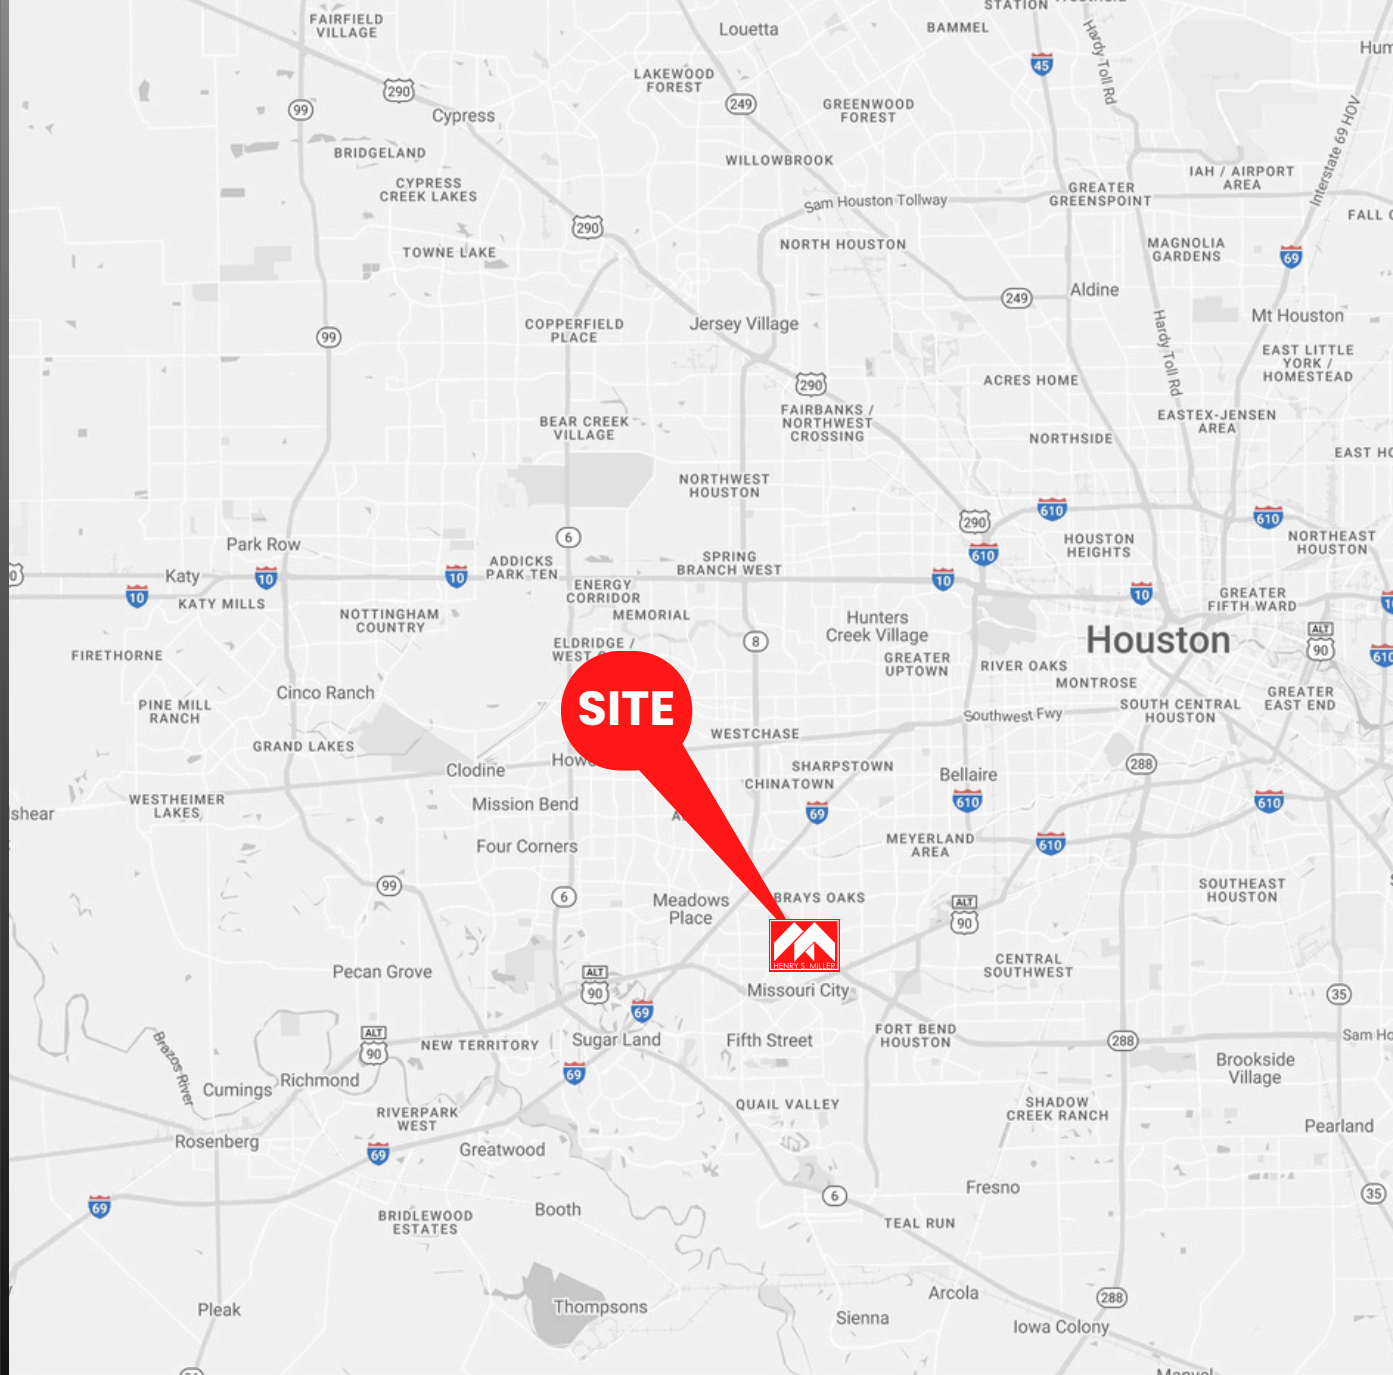 STATION
FAIRFIELD
VILLAGE
Louetta
BAMMEL
Hardy Toll Rd
45
LAKEWOOD
FOREST
290
99
249
GREENWOOD
FOREST
Cypress
Interstate 69 HOV
BRIDGELAND
WILLOWBROOK
CYPRESS
CREEK LAKES
IAH / AIRPORT
AREA
GREATER
GREENSPOINT
Sam Houston Tollway
FALL C
290
TOWNE LAKE
NORTH HOUSTON
MAGNOLIA
GARDENS
69
249
Aldine
COPPERFIELD
PLACE
Jersey Village
Mt Houston
99
Hardy Toll Rd
EAST LITTLE
YORK /
HOMESTEAD
290
ACRES HOME
BEAR CREEK
VILLAGE
FAIRBANKS /
NORTHWEST
CROSSING
EASTEX-JENSEN
AREA
NORTHSIDE
EAST HO
NORTHWEST
HOUSTON
290
610
610
6
Park Row
HOUSTON
HEIGHTS
NORTHEAST
HOUSTON
610
ADDICKS
PARK TEN
SPRING
BRANCH WEST
Katy
10
10
10
10
10
ENERGY
CORRIDOR
KATY MILLS
GREATER
FIFTH WARD
NOTTINGHAM
COUNTRY
MEMORIAL
Hunters
Creek Village
ALT
90
Houston
8
ELDRIDGE /
WEST
FIRETHORNE
GREATER
UPTOWN
RIVER OAKS
610
MONTROSE
Cinco Ranch
SITE
PINE MILL
RANCH
SOUTH CENTRAL
HOUSTON
GREATER
EAST END
Southwest Fwy
WESTCHASE
GRAND LAKES
Howe
Clodine
SHARPSTOWN
CHINATOWN
Bellaire
288
WESTHEIMER
LAKES
Mission Bend
69
610
610
shear
Four Corners
MEYERLAND
AREA
610
99
6
Meadows
Place
BRAYS OAKS
ALT
90
SOUTHEAST
HOUSTON
HENRY S. MILLER
Pecan Grove
CENTRAL
SOUTHWEST
ALT
90
Missouri City
35
69
Sugar Land
Fifth Street
FORT BEND
HOUSTON
288
Sam Ho
ALT
90
NEW TERRITORY
Brazos River
Richmond
Cumings
69
Brookside
Village
RIVERPARK
WEST
QUAIL VALLEY
SHADOW
CREEK RANCH
Rosenberg
Greatwood
Pearland
69
6
Fresno
35
69
Booth
BRIDLEWOOD
ESTATES
TEAL RUN
Arcola
288
Pleak
Thompsons
Sienna
Iowa Colony